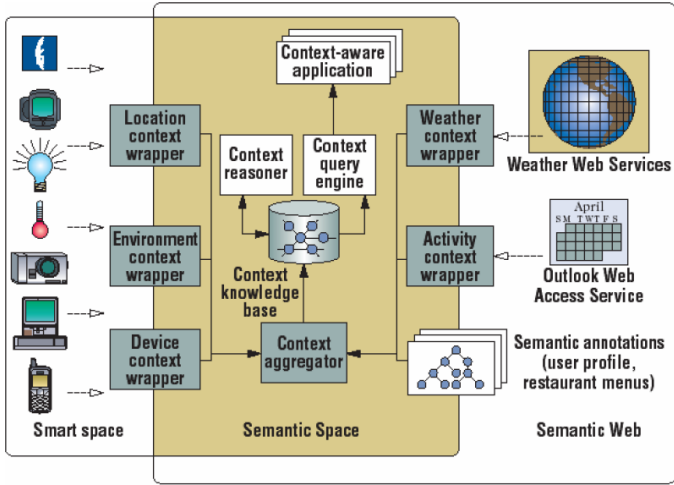 Context-aware
application
Location
context
wrapper
Context
reasoner
Context
query
engine
Weather
context
wrapper
Weather Web Services
Environment
context
wrapper
Context
knowledge
base
Activity
context
wrapper
April
S M T W T F S
Outlook Web
Access Service
Device
context
wrapper
Context
aggregator
Semantic annotations
(user profile,
restaurant menus)
Smart space
Semantic Space
Semantic Web